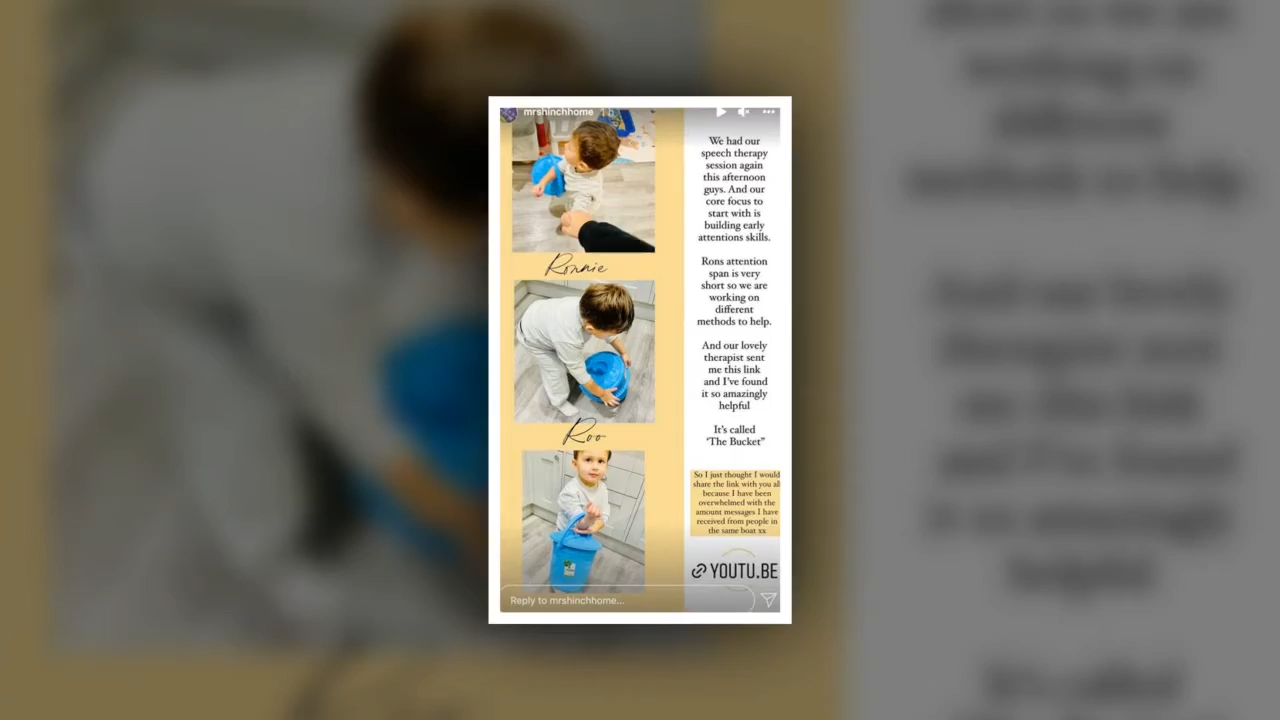 mrshinchhome
We had our
speech therapy
session again
this afternoon
guys. And our
core focus to
start with is
building early
attentions skills.
Rons attention
span is very
short so we are
working on
different
methods to help.
And our lovely
therapist sent
me this link
and I've found
it so amazingly
helpful
It's called
'The Bucket"
So I just thought I would
share the link with you all
because I have been
overwhelmed with the
amount messages I have
received from people in
the same boat xx
YOUTU.BE
Ronnie
Roo
Reply to mrshinchhome...